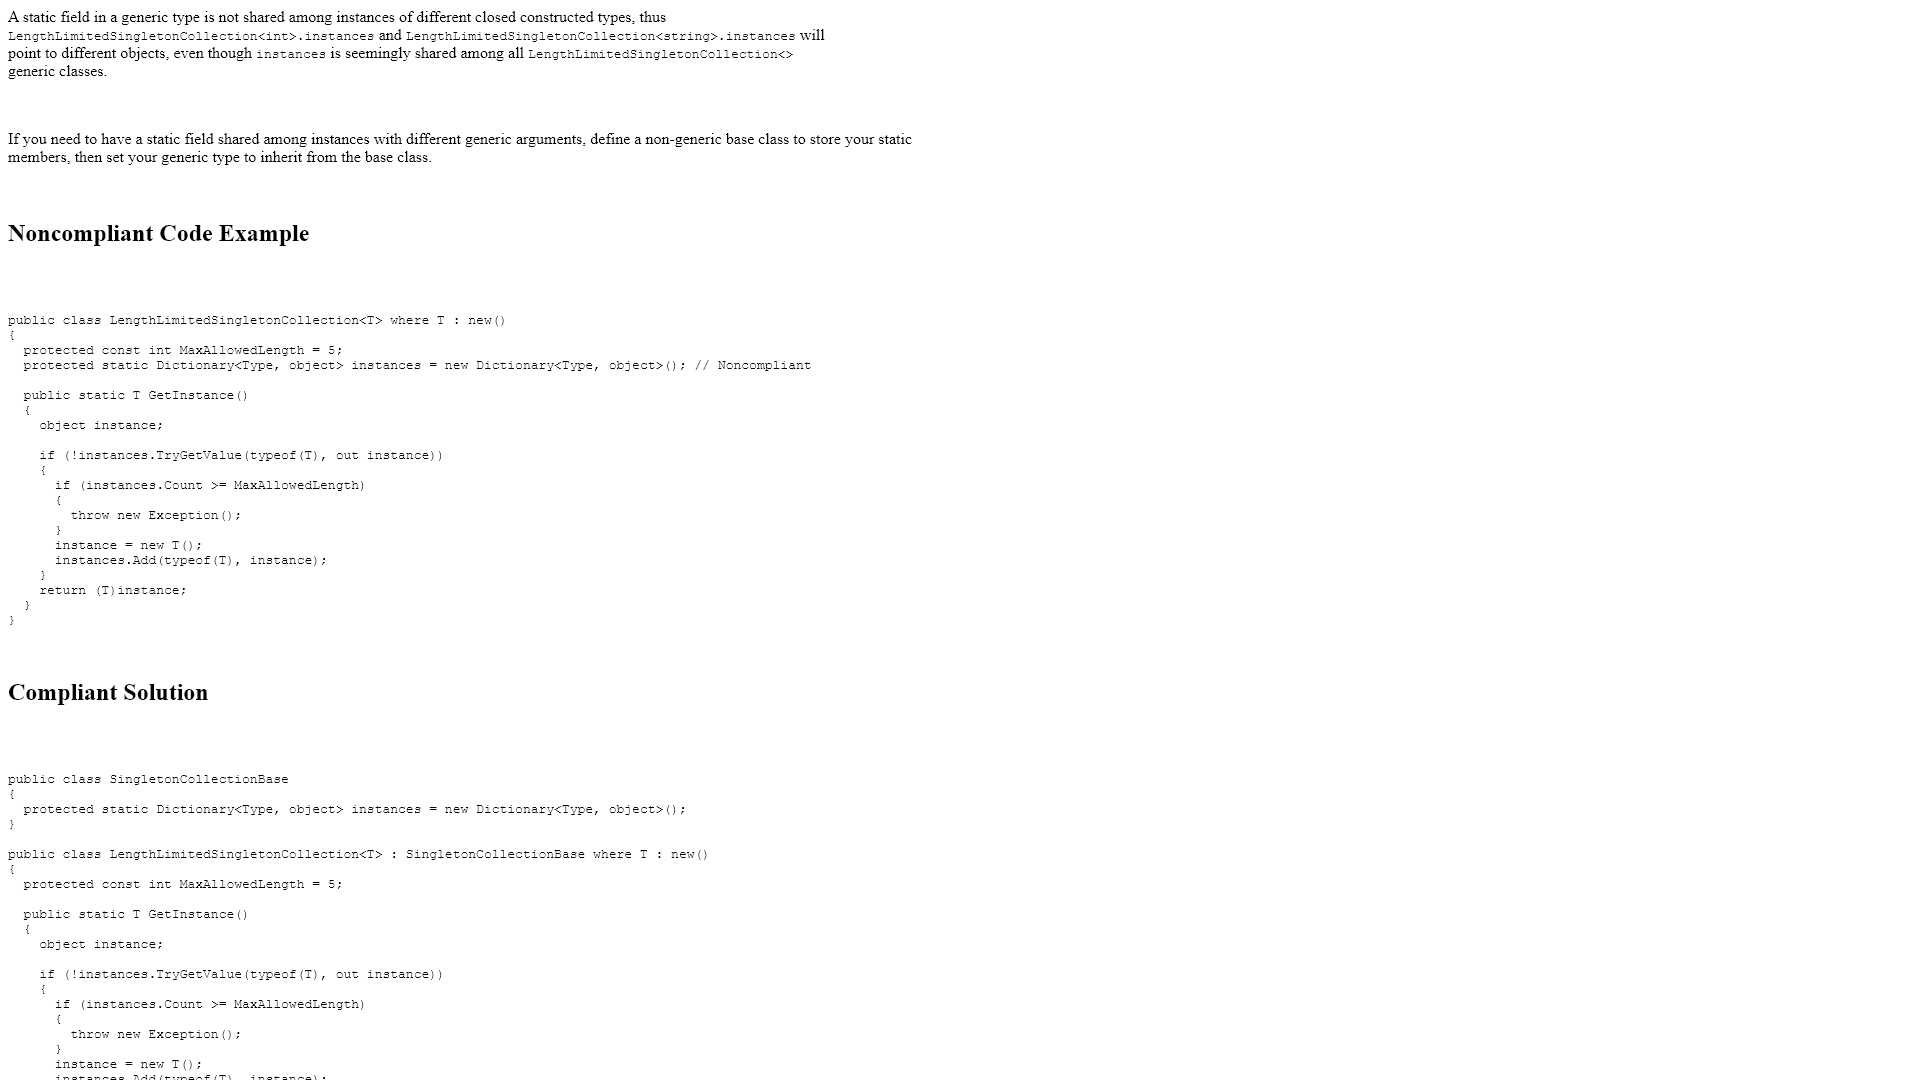 A static field in a generic type is not shared among instances of different closed constructed types, thus
LengthLimitedSingletonCollection<int>.instances and LengthLimitedSingletonCollection<string>.instances will
point to different objects, even though instances is seemingly shared among all LengthLimitedSingletonCollection<>
generic classes.
If you need to have a static field shared among instances with different generic arguments, define a non-generic base class to store your static
members, then set your generic type to inherit from the base class.
Noncompliant Code Example
public class LengthLimitedSingletonCollection<T> where T : new()
{
  protected const int MaxAllowedLength = 5;
  protected static Dictionary<Type, object> instances = new Dictionary<Type, object>(); // Noncompliant
  public static T GetInstance()
  {
    object instance;
    if (!instances.TryGetValue(typeof(T), out instance))
    {
      if (instances.Count >= MaxAllowedLength)
      {
        throw new Exception();
      }
      instance = new T();
      instances.Add(typeof(T), instance);
    }
    return (T)instance;
  }
}
Compliant Solution
public class SingletonCollectionBase
{
  protected static Dictionary<Type, object> instances = new Dictionary<Type, object>();
}
public class LengthLimitedSingletonCollection<T> : SingletonCollectionBase where T : new()
{
  protected const int MaxAllowedLength = 5;
  public static T GetInstance()
  {
    object instance;
    if (!instances.TryGetValue(typeof(T), out instance))
    {
      if (instances.Count >= MaxAllowedLength)
      {
        throw new Exception();
      }
      instance = new T();
      instances.Add(typeof(T), instance);